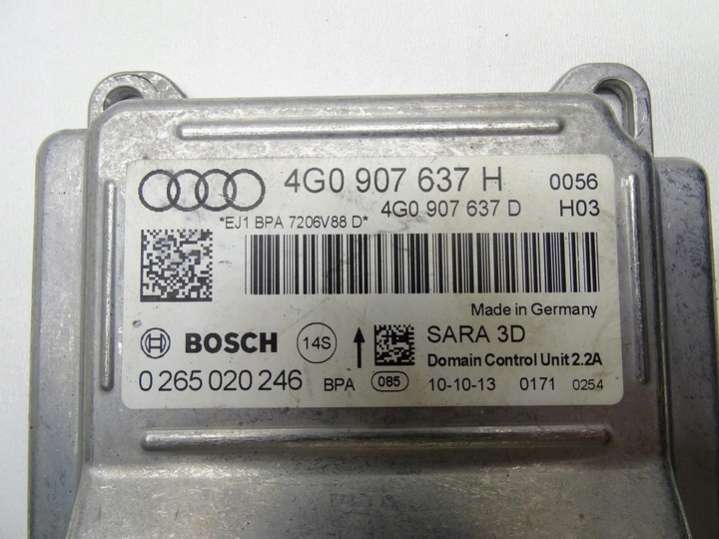 4G0 907 637 H 0056
4G0 907 637 D H03
*EJ1 BPA 7206V88 D*
Made in Germany
BOSCH 14S SARA 3D
Domain Control Unit 2.2A
0 265 020 246 BPA 085 10-10-13 0171 0254